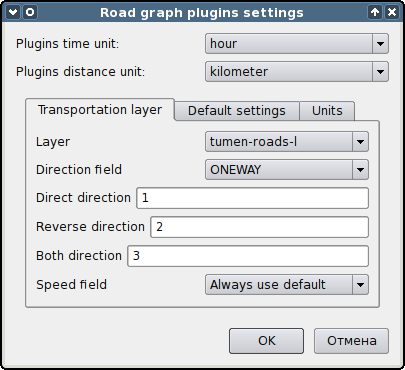 Road graph plugins settings
Plugins time unit: hour
Plugins distance unit: kilometer
Transportation layer Default settings Units
Layer tumen-roads-l
Direction field ONEWAY
Direct direction 1
Reverse direction 2
Both direction 3
Speed field Always use default
OK Отмена